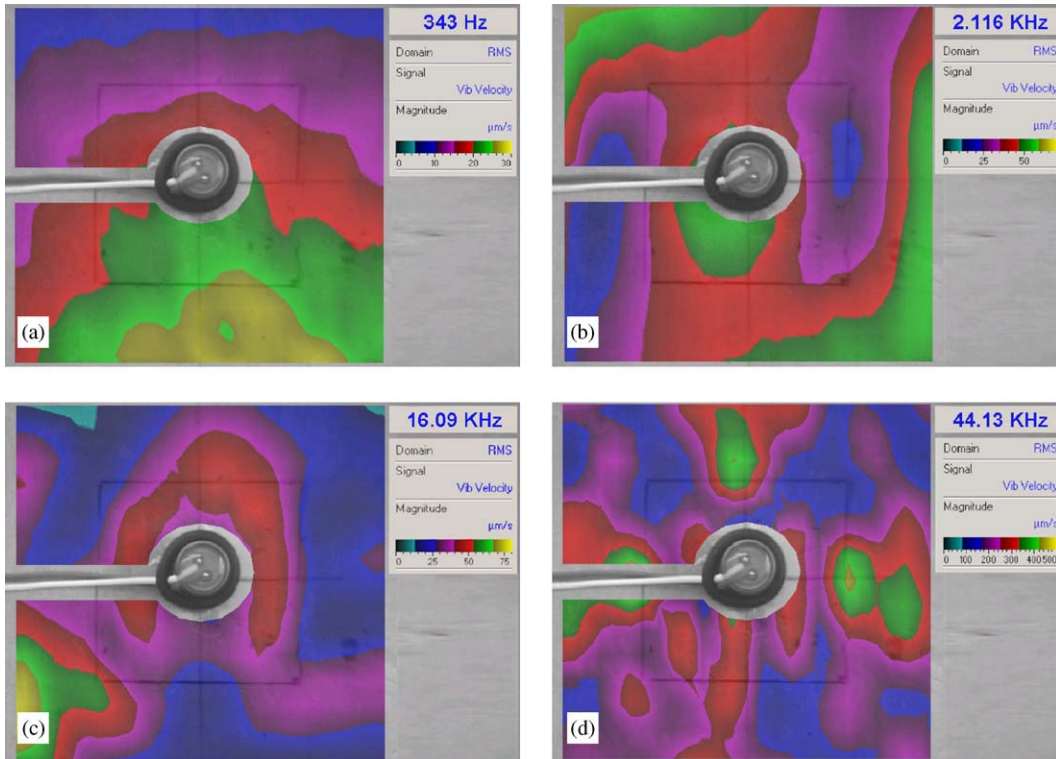 343 Hz
Domain RMS
Signal
Vib Velocity
Magnitude
µm/s
0 10 20 30
(a)
2.116 KHz
Domain RMS
Signal
Vib Velocity
Magnitude
µm/s
0 25 50
(b)
16.09 KHz
Domain RMS
Signal
Vib Velocity
Magnitude
µm/s
0 25 50 75
(c)
44.13 KHz
Domain RMS
Signal
Vib Velocity
Magnitude
µm/s
0 100 200 300 400 500
(d)